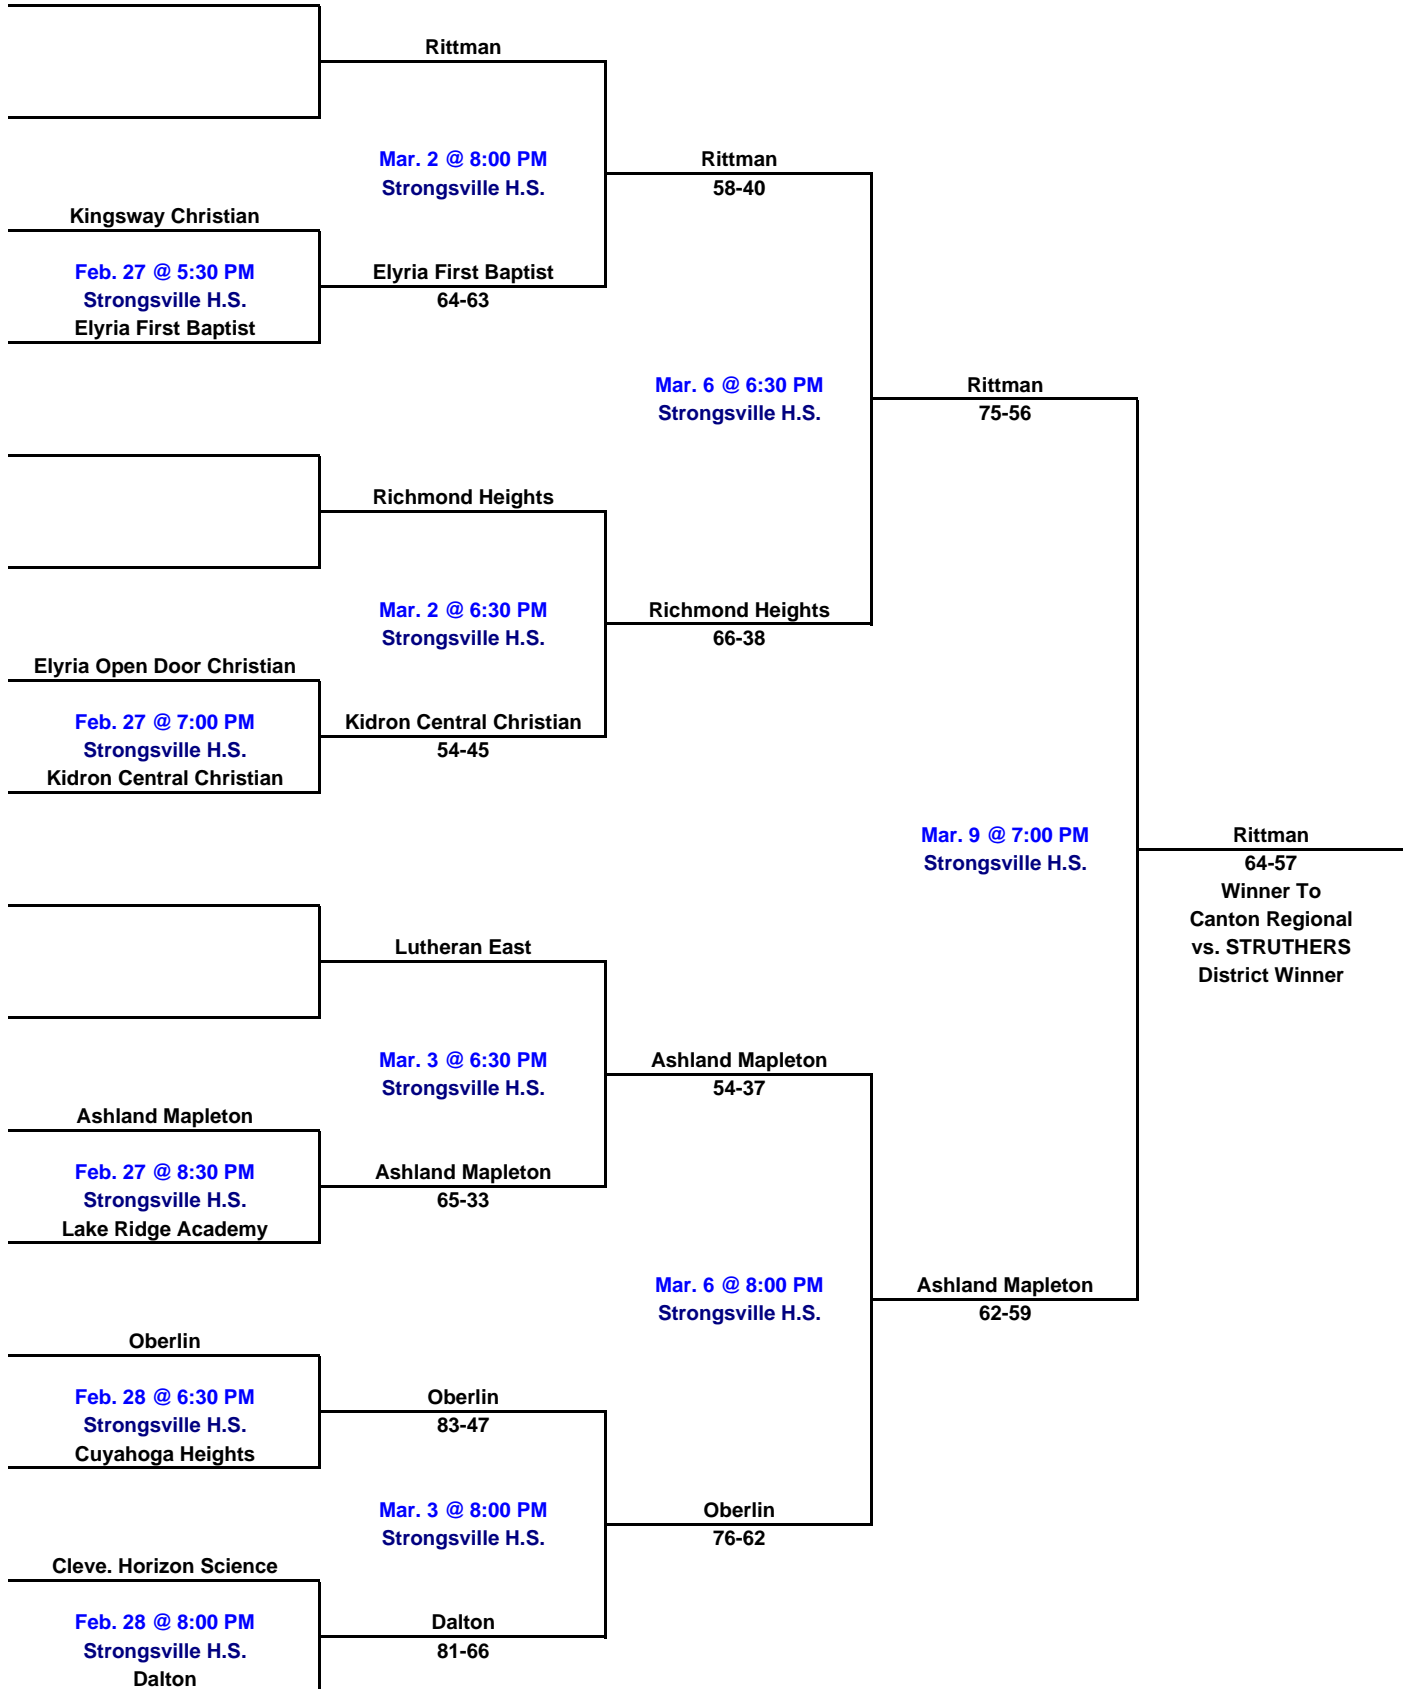 Rittman
Mar. 2 @ 8:00 PM
Strongsville H.S.
Rittman
58-40
Kingsway Christian
Feb. 27 @ 5:30 PM
Strongsville H.S.
Elyria First Baptist
Elyria First Baptist
64-63
Mar. 6 @ 6:30 PM
Strongsville H.S.
Rittman
75-56
Richmond Heights
Mar. 2 @ 6:30 PM
Strongsville H.S.
Richmond Heights
66-38
Elyria Open Door Christian
Feb. 27 @ 7:00 PM
Strongsville H.S.
Kidron Central Christian
Kidron Central Christian
54-45
Mar. 9 @ 7:00 PM
Strongsville H.S.
Rittman
64-57
Winner To
Canton Regional
vs. STRUTHERS
District Winner
Lutheran East
Mar. 3 @ 6:30 PM
Strongsville H.S.
Ashland Mapleton
54-37
Ashland Mapleton
Feb. 27 @ 8:30 PM
Strongsville H.S.
Lake Ridge Academy
Ashland Mapleton
65-33
Mar. 6 @ 8:00 PM
Strongsville H.S.
Ashland Mapleton
62-59
Oberlin
Feb. 28 @ 6:30 PM
Strongsville H.S.
Cuyahoga Heights
Oberlin
83-47
Mar. 3 @ 8:00 PM
Strongsville H.S.
Oberlin
76-62
Cleve. Horizon Science
Feb. 28 @ 8:00 PM
Strongsville H.S.
Dalton
Dalton
81-66